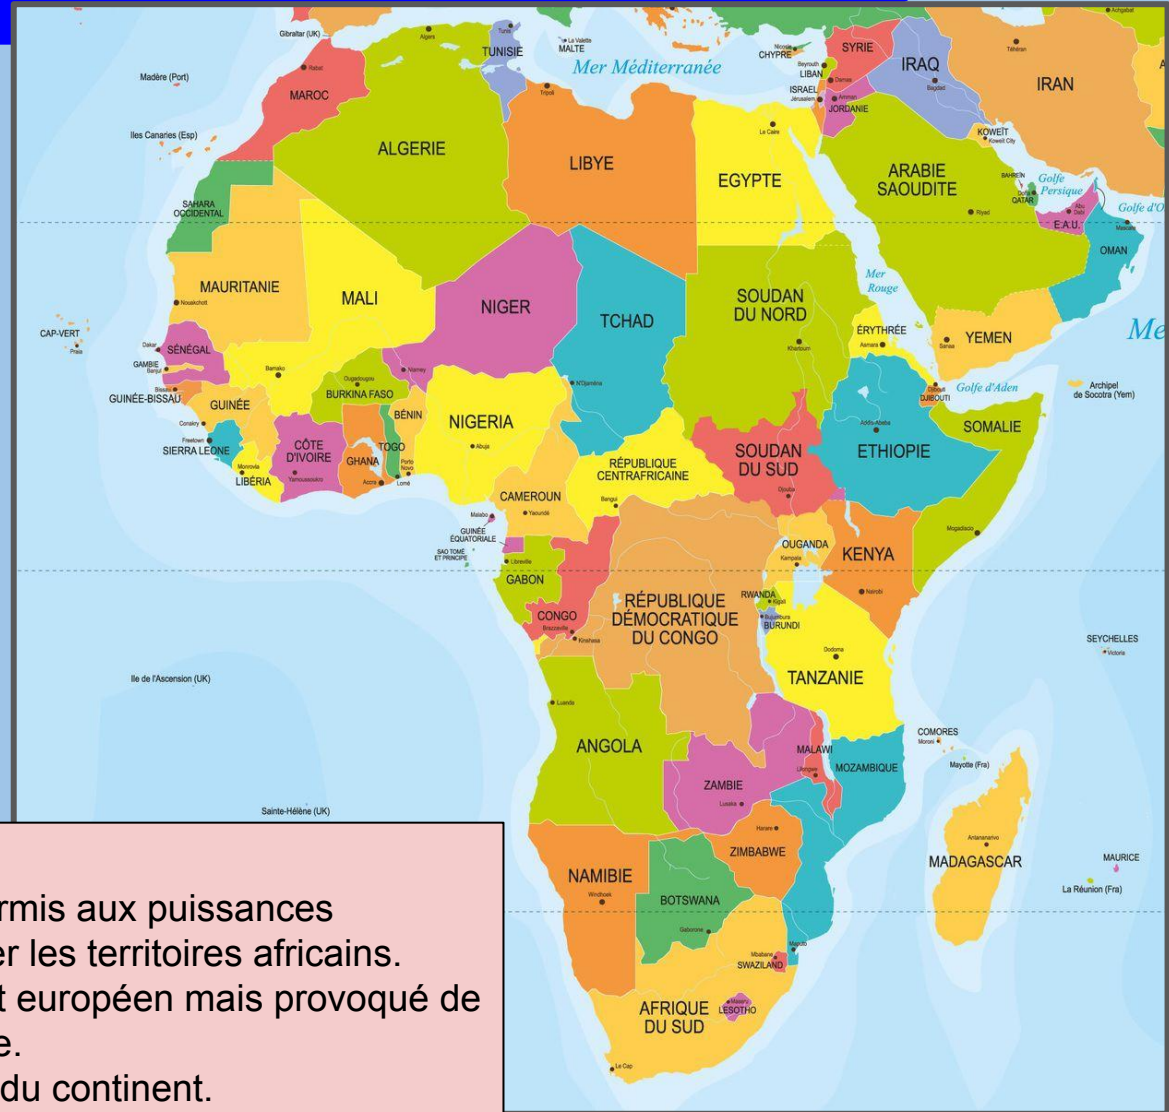 Achgabat
Gibraltar (UK)
Alger
Tunis
La Valette
MALTE
TUNISIE
Nicosie
CHYPRE
SYRIE
IRAQ
Téhéran
IRAN
Madère (Port)
Rabat
MAROC
Mer Méditerranée
Tripoli
Beyrouth
LIBAN
Damas
Bagdad
ISRAEL
Jérusalem
Amman
JORDANIE
Iles Canaries (Esp)
ALGERIE
LIBYE
Le Caire
EGYPTE
KOWEÏT
Koweït City
ARABIE
SAOUDITE
BAHREÏN
Golfe
Persique
Doha
QATAR
Riyad
Abu
Dabi
E.A.U.
Golfe d'O
Mascate
OMAN
SAHARA
OCCIDENTAL
MAURITANIE
Nouakchott
MALI
NIGER
TCHAD
SOUDAN
DU NORD
Khartoum
Mer
Rouge
ÉRYTHRÉE
Asmara
Sanaa
YEMEN
Me
CAP-VERT
Praia
Dakar
SÉNÉGAL
GAMBIE
Banjul
Bissau
GUINÉE-BISSAU
Bamako
Ougadougou
BURKINA FASO
Niamey
N'Djaména
Golfe d'Aden
Djibouti
DJIBOUTI
Archipel
de Socotra (Yem)
GUINÉE
Conakry
Freetown
SIERRA LEONE
Monrovia
LIBÉRIA
CÔTE
D'IVOIRE
Yamoussoukro
GHANA
Accra
TOGO
Lomé
BÉNIN
Porto
Novo
NIGERIA
Abuja
CAMEROUN
Yaoundé
RÉPUBLIQUE
CENTRAFRICAINE
Bangui
SOUDAN
DU SUD
Djouba
Addis-Abeba
ETHIOPIE
SOMALIE
Mogadiscio
Malabo
GUINÉE
ÉQUATORIALE
SAO TOMÉ
ET PRINCIPE
Libreville
GABON
CONGO
Brazzaville
Kinshasa
RÉPUBLIQUE
DÉMOCRATIQUE
DU CONGO
OUGANDA
Kampala
KENYA
Nairobi
RWANDA
Kigali
Bujumbura
BURUNDI
Dodoma
TANZANIE
SEYCHELLES
Victoria
Ile de l'Ascension (UK)
Luanda
ANGOLA
ZAMBIE
Lusaka
MALAWI
Lilongwe
MOZAMBIQUE
COMORES
Moroni
Mayotte (Fra)
Sainte-Hélène (UK)
Harare
ZIMBABWE
Antananarivo
MADAGASCAR
MAURICE
La Réunion (Fra)
NAMIBIE
Windhoek
BOTSWANA
Gaborone
Mbabane
SWAZILAND
Maputo
AFRIQUE
DU SUD
Maseru
LESOTHO
Le Cap
rmis aux puissances
er les territoires africains.
t européen mais provoqué de
e.
du continent.